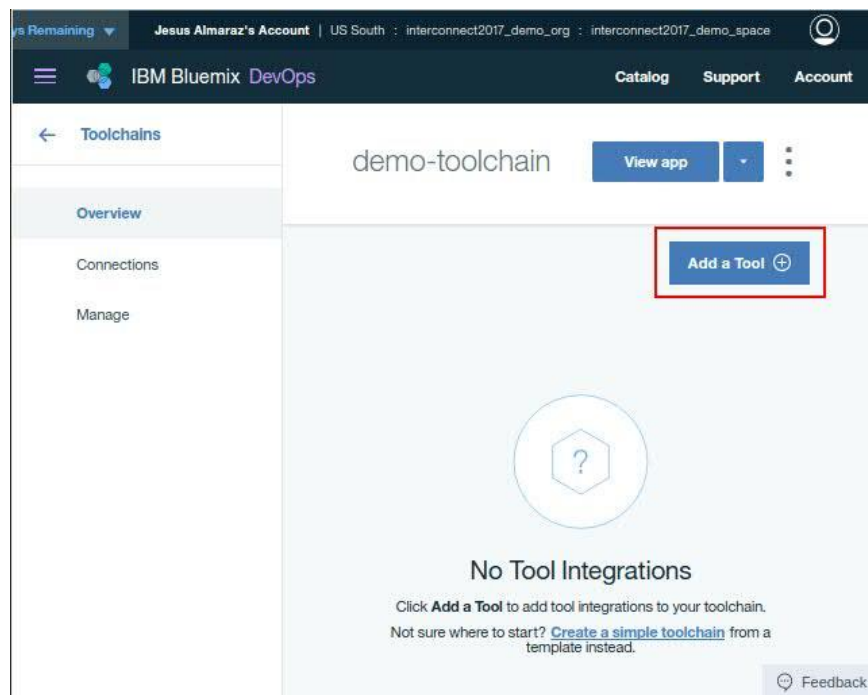 ys Remaining Jesus Almaraz's Account | US South : interconnect2017_demo_org : interconnect2017_demo_space
IBM Bluemix DevOps Catalog Support Account
Toolchains
demo-toolchain View app
Overview
Add a Tool
Connections
Manage
?
No Tool Integrations
Click Add a Tool to add tool integrations to your toolchain.
Not sure where to start? Create a simple toolchain from a
template instead.
Feedback